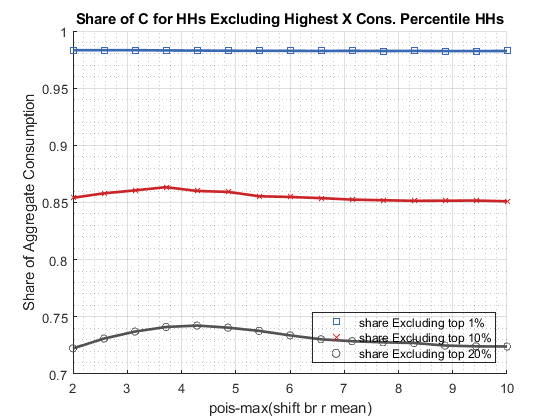 Share of C for HHs Excluding Highest X Cons. Percentile HHs
1
0.95
0.9
0.85
0.8
0.75
0.7
Share of Aggregate Consumption
share Excluding top 1%
share Excluding top 10%
share Excluding top 20%
2 3 4 5 6 7 8 9 10
pois-max(shift br r mean)